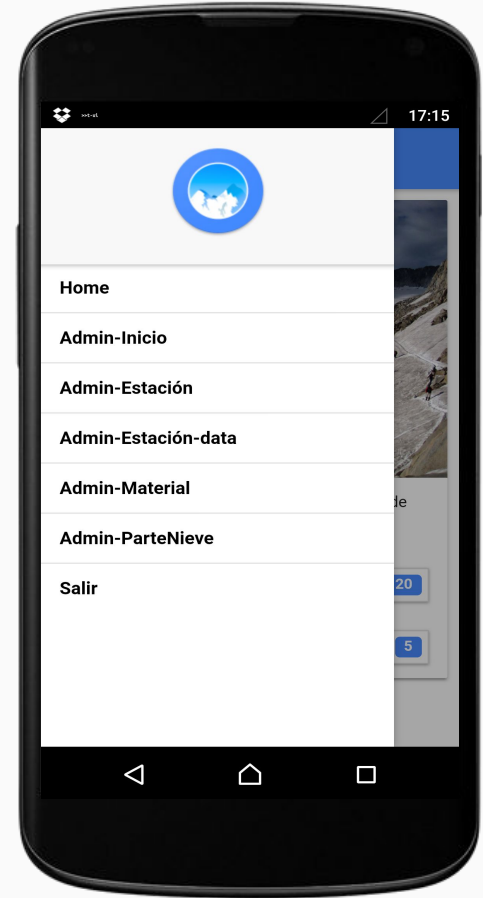 17:15
Home
Admin-Inicio
Admin-Estación
Admin-Estación-data
Admin-Material
Admin-ParteNieve
Salir
de
20
5